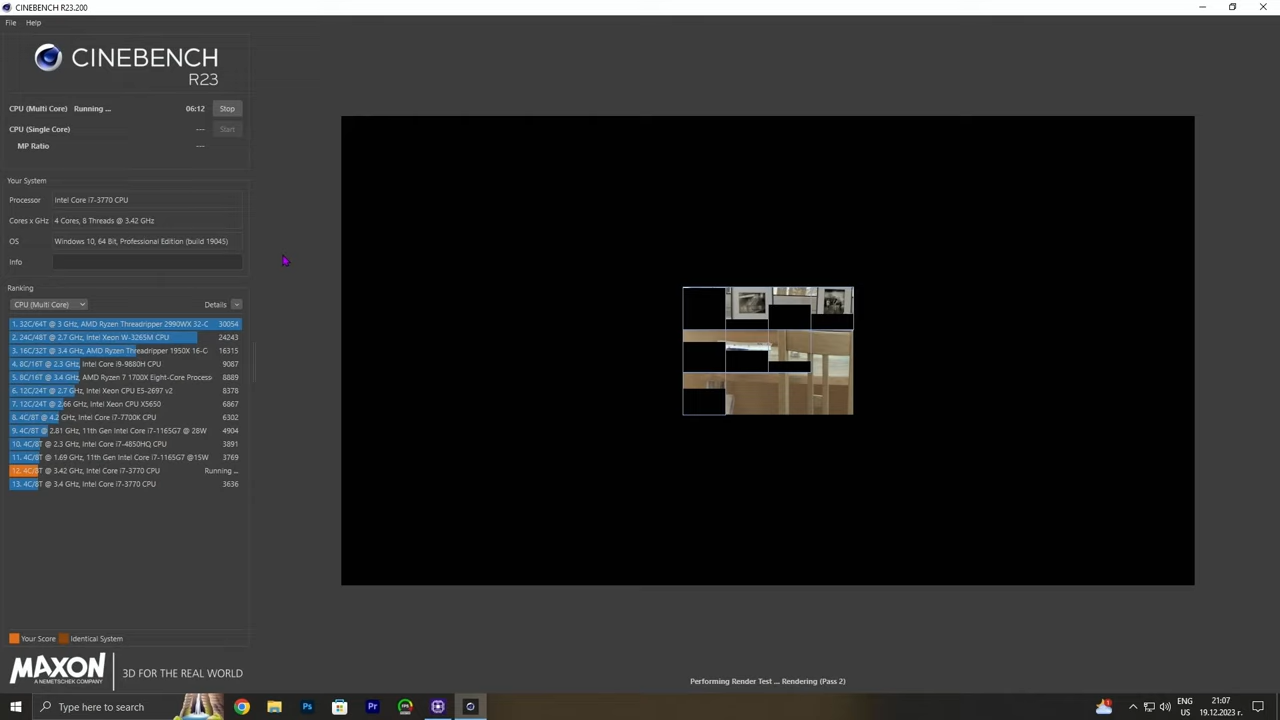 CINEBENCH R23.200
File Help
CINEBENCH
R23
CPU (Multi Core) Running ... 06:12 Stop
CPU (Single Core) --- Start
MP Ratio ---
Your System
Processor Intel Core i7-3770 CPU
Cores x GHz 4 Cores, 8 Threads @ 3.42 GHz
OS Windows 10, 64 Bit, Professional Edition (build 19045)
Info
Ranking
CPU (Multi Core) Details
1. 32C/64T @ 3 GHz, AMD Ryzen Threadripper 2990WX 32-C 30054
2. 24C/48T @ 2.7 GHz, Intel Xeon W-3265M CPU 24243
3. 16C/32T @ 3.4 GHz, AMD Ryzen Threadripper 1950X 16-C 16315
4. 8C/16T @ 2.3 GHz, Intel Core i9-9880H CPU 9087
5. 8C/16T @ 3.4 GHz, AMD Ryzen 7 1700X Eight-Core Process 8889
6. 12C/24T @ 2.7 GHz, Intel Xeon CPU E5-2697 v2 8378
7. 12C/24T @ 2.66 GHz, Intel Xeon CPU X5650 6867
8. 4C/8T @ 4.2 GHz, Intel Core i7-7700K CPU 6302
9. 4C/8T @ 2.81 GHz, 11th Gen Intel Core i7-1165G7 @ 28W 4904
10. 4C/8T @ 2.3 GHz, Intel Core i7-4850HQ CPU 3891
11. 4C/8T @ 1.69 GHz, 11th Gen Intel Core i7-1165G7 @15W 3769
12. 4C/8T @ 3.42 GHz, Intel Core i7-3770 CPU Running ...
13. 4C/8T @ 3.4 GHz, Intel Core i7-3770 CPU 3636
Your Score Identical System
MAXON
A NEMETSCHEK COMPANY
3D FOR THE REAL WORLD
Performing Render Test ... Rendering (Pass 2)
Type here to search
ENG 21:07
US 19.12.2023 г.